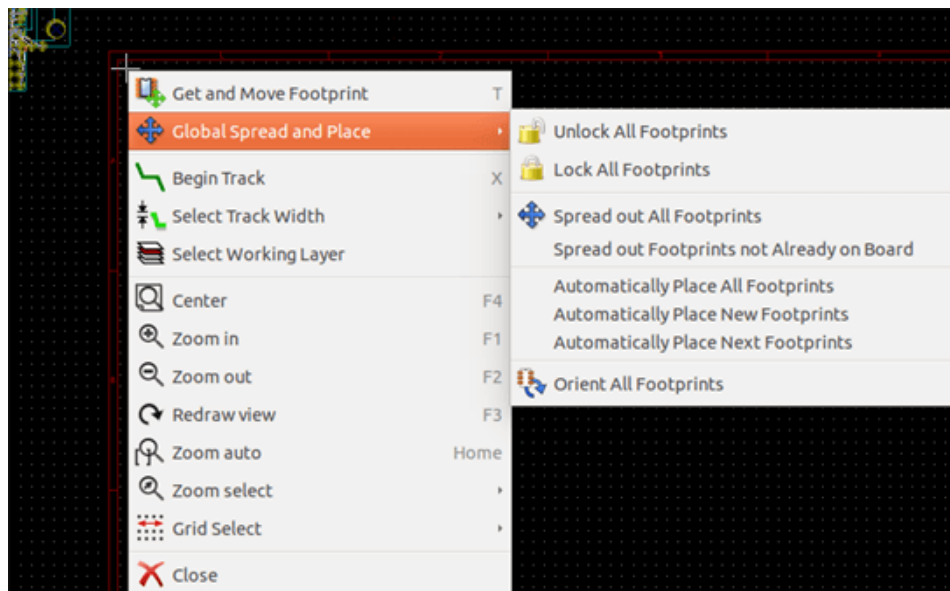 Get and Move Footprint T
Global Spread and Place
Begin Track X
Select Track Width
Select Working Layer
Center F4
Zoom in F1
Zoom out F2
Redraw view F3
Zoom auto Home
Zoom select
Grid Select
Close
Unlock All Footprints
Lock All Footprints
Spread out All Footprints
Spread out Footprints not Already on Board
Automatically Place All Footprints
Automatically Place New Footprints
Automatically Place Next Footprints
Orient All Footprints